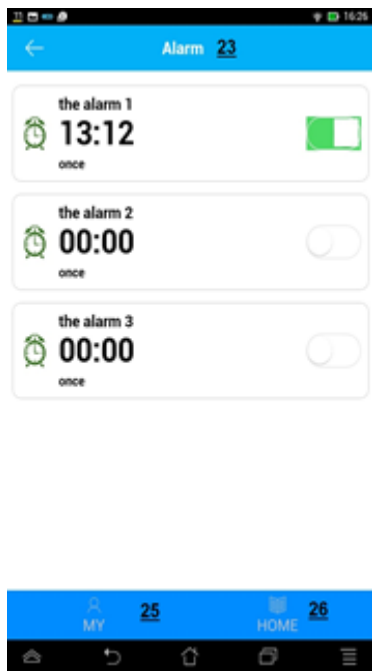 16:25
Alarm 23
the alarm 1
13:12
once
the alarm 2
00:00
once
the alarm 3
00:00
once
25 26
MY HOME